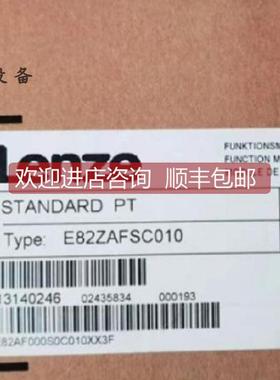 设备
Lenze
FUNKTIONSM
FUNCTION M
欢迎进店咨询 顺丰包邮
STANDARD PT
Type: E82ZAFSC010
13140246 02435834 000193
E82AF000S0C010XX3F